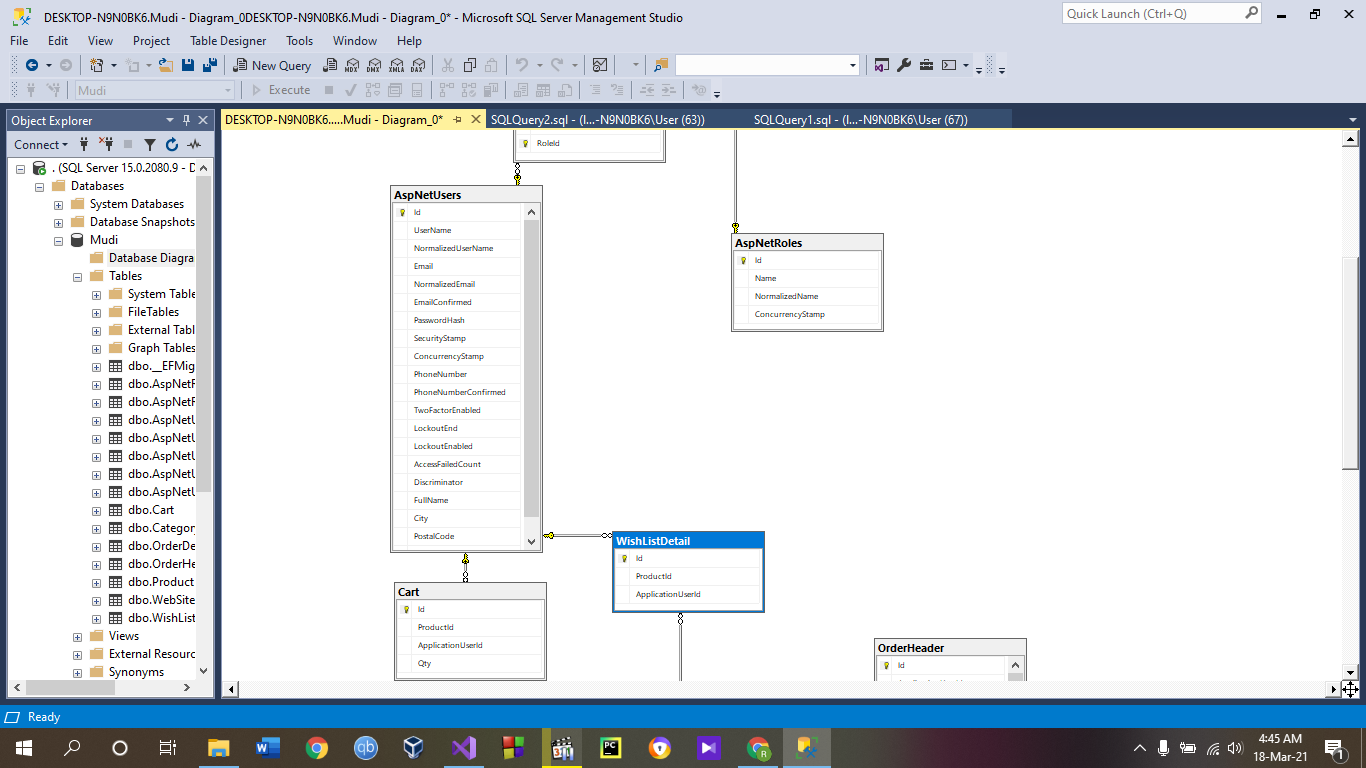 DESKTOP-N9N0BK6.Mudi - Diagram_0DESKTOP-N9N0BK6.Mudi - Diagram_0* - Microsoft SQL Server Management Studio
Quick Launch (Ctrl+Q)
File Edit View Project Table Designer Tools Window Help
New Query MDX DMX XMLA DAX
Mudi Execute
Object Explorer
DESKTOP-N9N0BK6.....Mudi - Diagram_0* SQLQuery2.sql - (l...-N9N0BK6\User (63)) SQLQuery1.sql - (l...-N9N0BK6\User (67))
Connect
. (SQL Server 15.0.2080.9 - D
Databases
System Databases
Database Snapshots
Mudi
Database Diagra
Tables
System Table
FileTables
External Tabl
Graph Tables
dbo.__EFMig
dbo.AspNetR
dbo.AspNetR
dbo.AspNetU
dbo.AspNetU
dbo.AspNetU
dbo.AspNetU
dbo.AspNetU
dbo.Cart
dbo.Category
dbo.OrderDe
dbo.OrderHe
dbo.Product
dbo.WebSite
dbo.WishList
Views
External Resourc
Synonyms
RoleId
AspNetUsers
Id
UserName
NormalizedUserName
Email
NormalizedEmail
EmailConfirmed
PasswordHash
SecurityStamp
ConcurrencyStamp
PhoneNumber
PhoneNumberConfirmed
TwoFactorEnabled
LockoutEnd
LockoutEnabled
AccessFailedCount
Discriminator
FullName
City
PostalCode
AspNetRoles
Id
Name
NormalizedName
ConcurrencyStamp
WishListDetail
Id
ProductId
ApplicationUserId
Cart
Id
ProductId
ApplicationUserId
Qty
OrderHeader
Id
Ready
4:45 AM
18-Mar-21
1